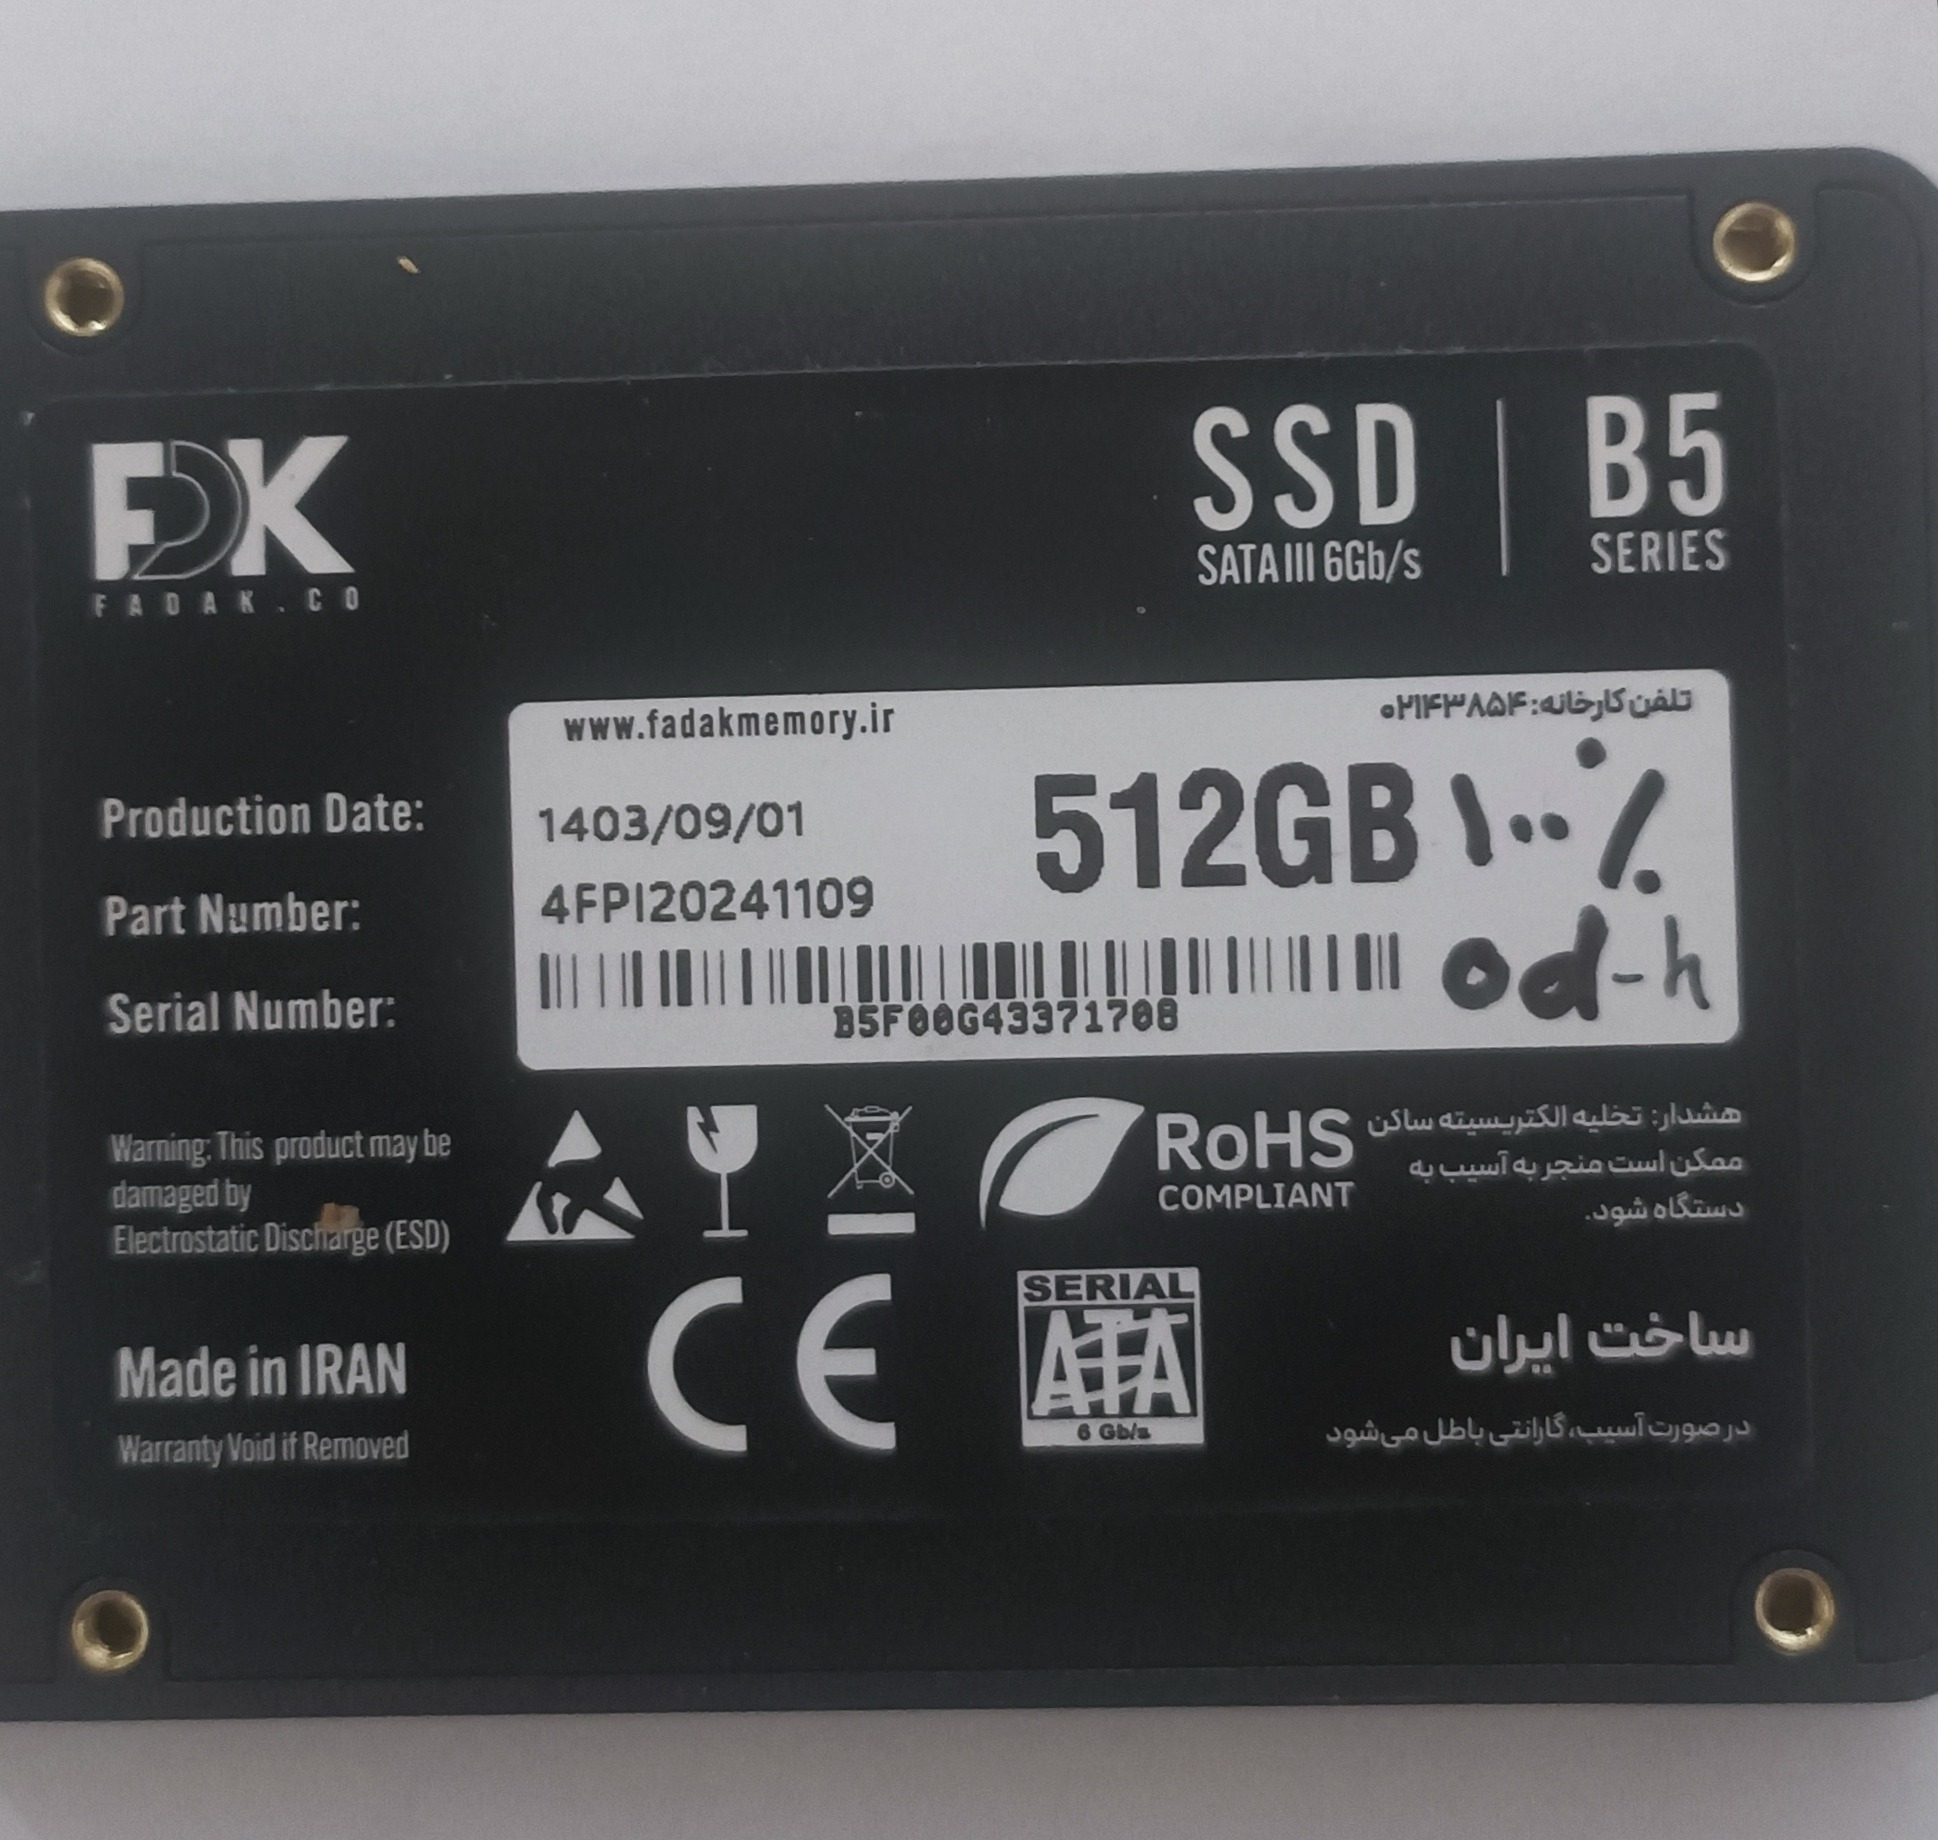 FDK
FADAK.CO
SSD
SATA III 6Gb/s
B5
SERIES
www.fadakmemory.ir
تلفن کارخانه: ۰۲۱۴۳۸۵۴
Production Date:
1403/09/01
512GB
۱۰۰٪
Part Number:
4FPI20241109
od-h
Serial Number:
B5F00G43371708
Warning: This product may be
damaged by
Electrostatic Discharge (ESD)
RoHS
COMPLIANT
هشدار: تخلیه الکتریسیته ساکن
ممکن است منجر به آسیب به
دستگاه شود.
Made in IRAN
Warranty Void if Removed
CE
SERIAL
ATA
6 Gb/s
ساخت ایران
در صورت آسیب، گارانتی باطل می‌شود